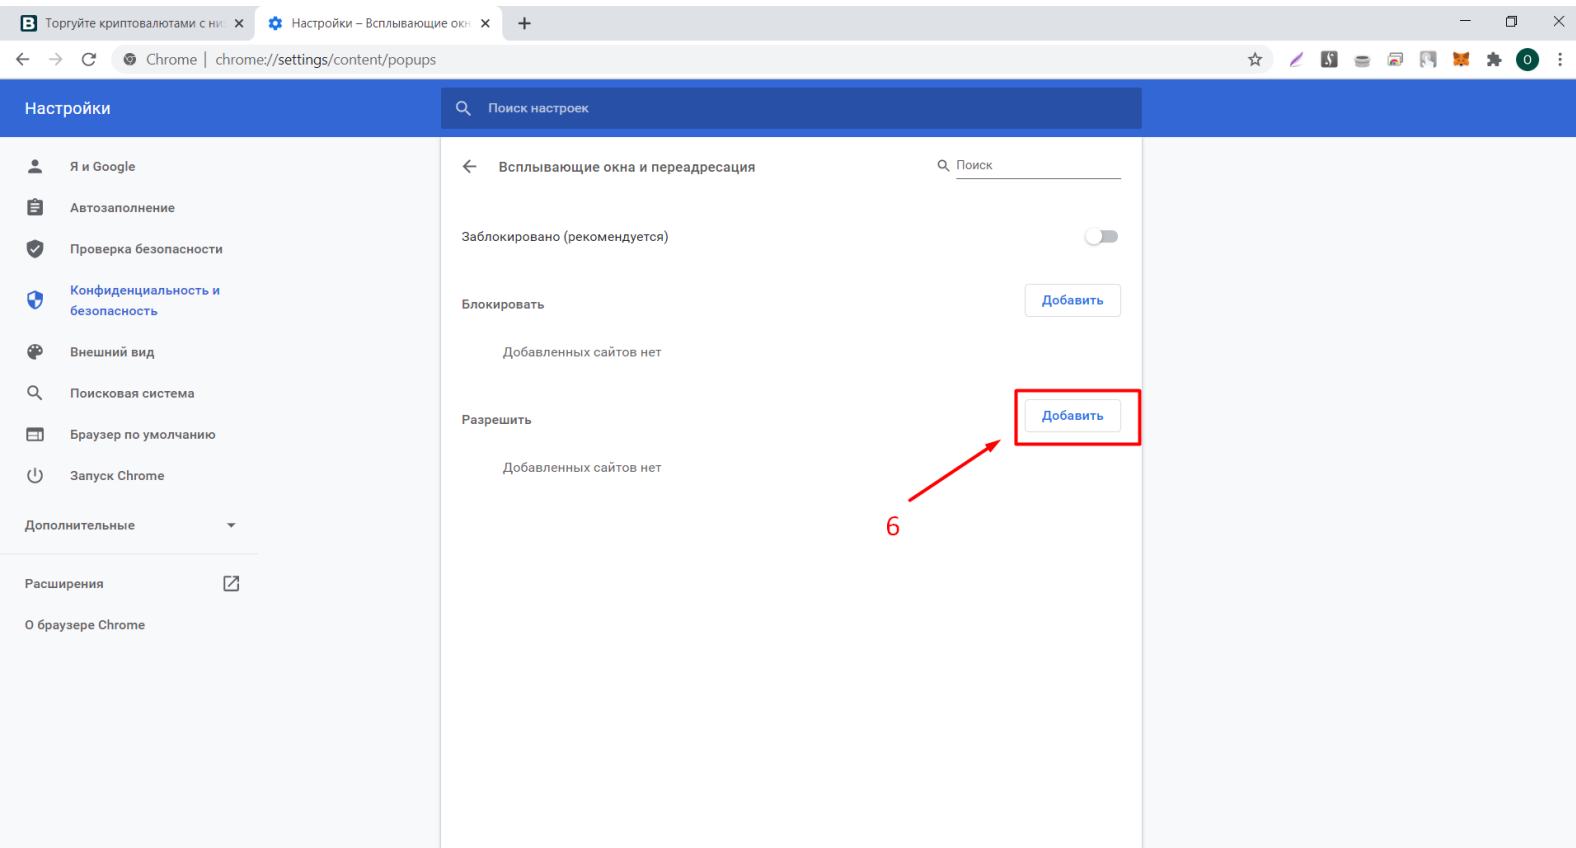 Торгуйте криптовалютами с ни
Настройки – Всплывающие ок
Chrome | chrome://settings/content/popups
O
Настройки
Поиск настроек
Я и Google
Автозаполнение
Проверка безопасности
Конфиденциальность и
безопасность
Внешний вид
Поисковая система
Браузер по умолчанию
Запуск Chrome
Дополнительные
Расширения
О браузере Chrome
Всплывающие окна и переадресация
Поиск
Заблокировано (рекомендуется)
Блокировать
Добавить
Добавленных сайтов нет
Разрешить
Добавить
Добавленных сайтов нет
6